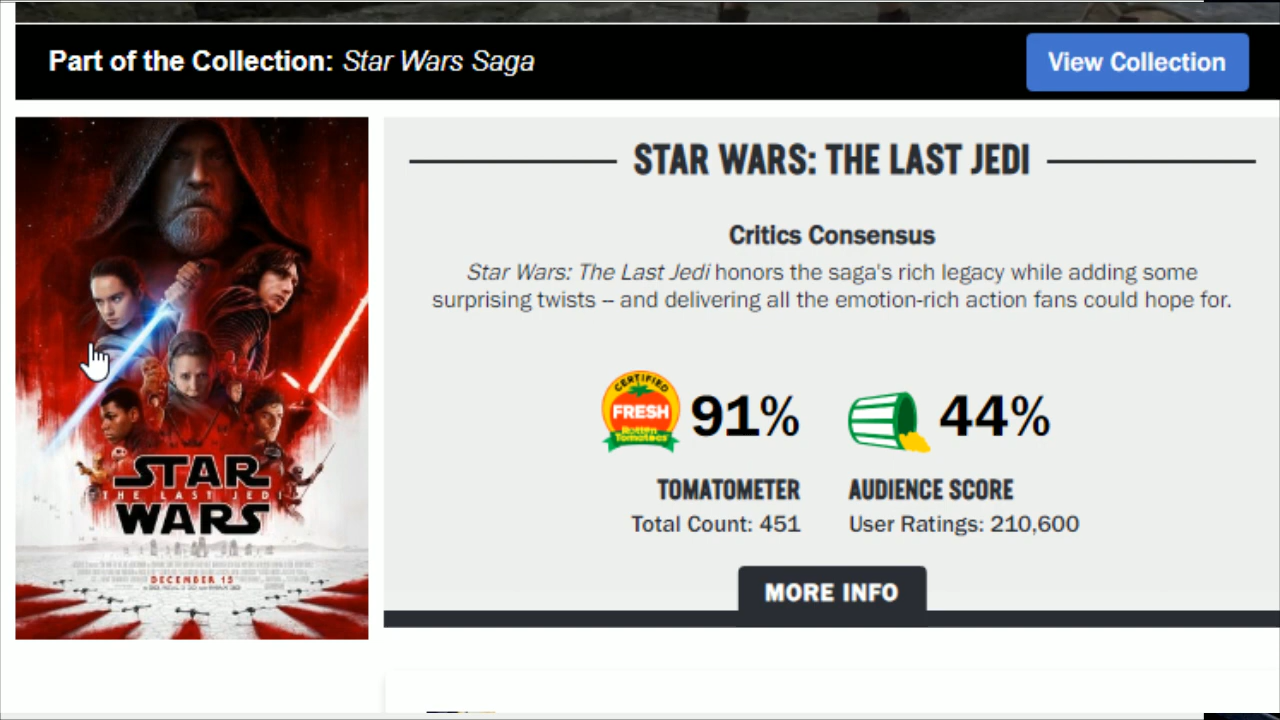 Part of the Collection: Star Wars Saga
View Collection
STAR WARS: THE LAST JEDI
Critics Consensus
Star Wars: The Last Jedi honors the saga's rich legacy while adding some
surprising twists -- and delivering all the emotion-rich action fans could hope for.
CERTIFIED
FRESH
Rotten
Tomatoes
91%
44%
TOMATOMETER
AUDIENCE SCORE
Total Count: 451
User Ratings: 210,600
MORE INFO
STAR
THE LAST JEDI
WARS
DECEMBER 15